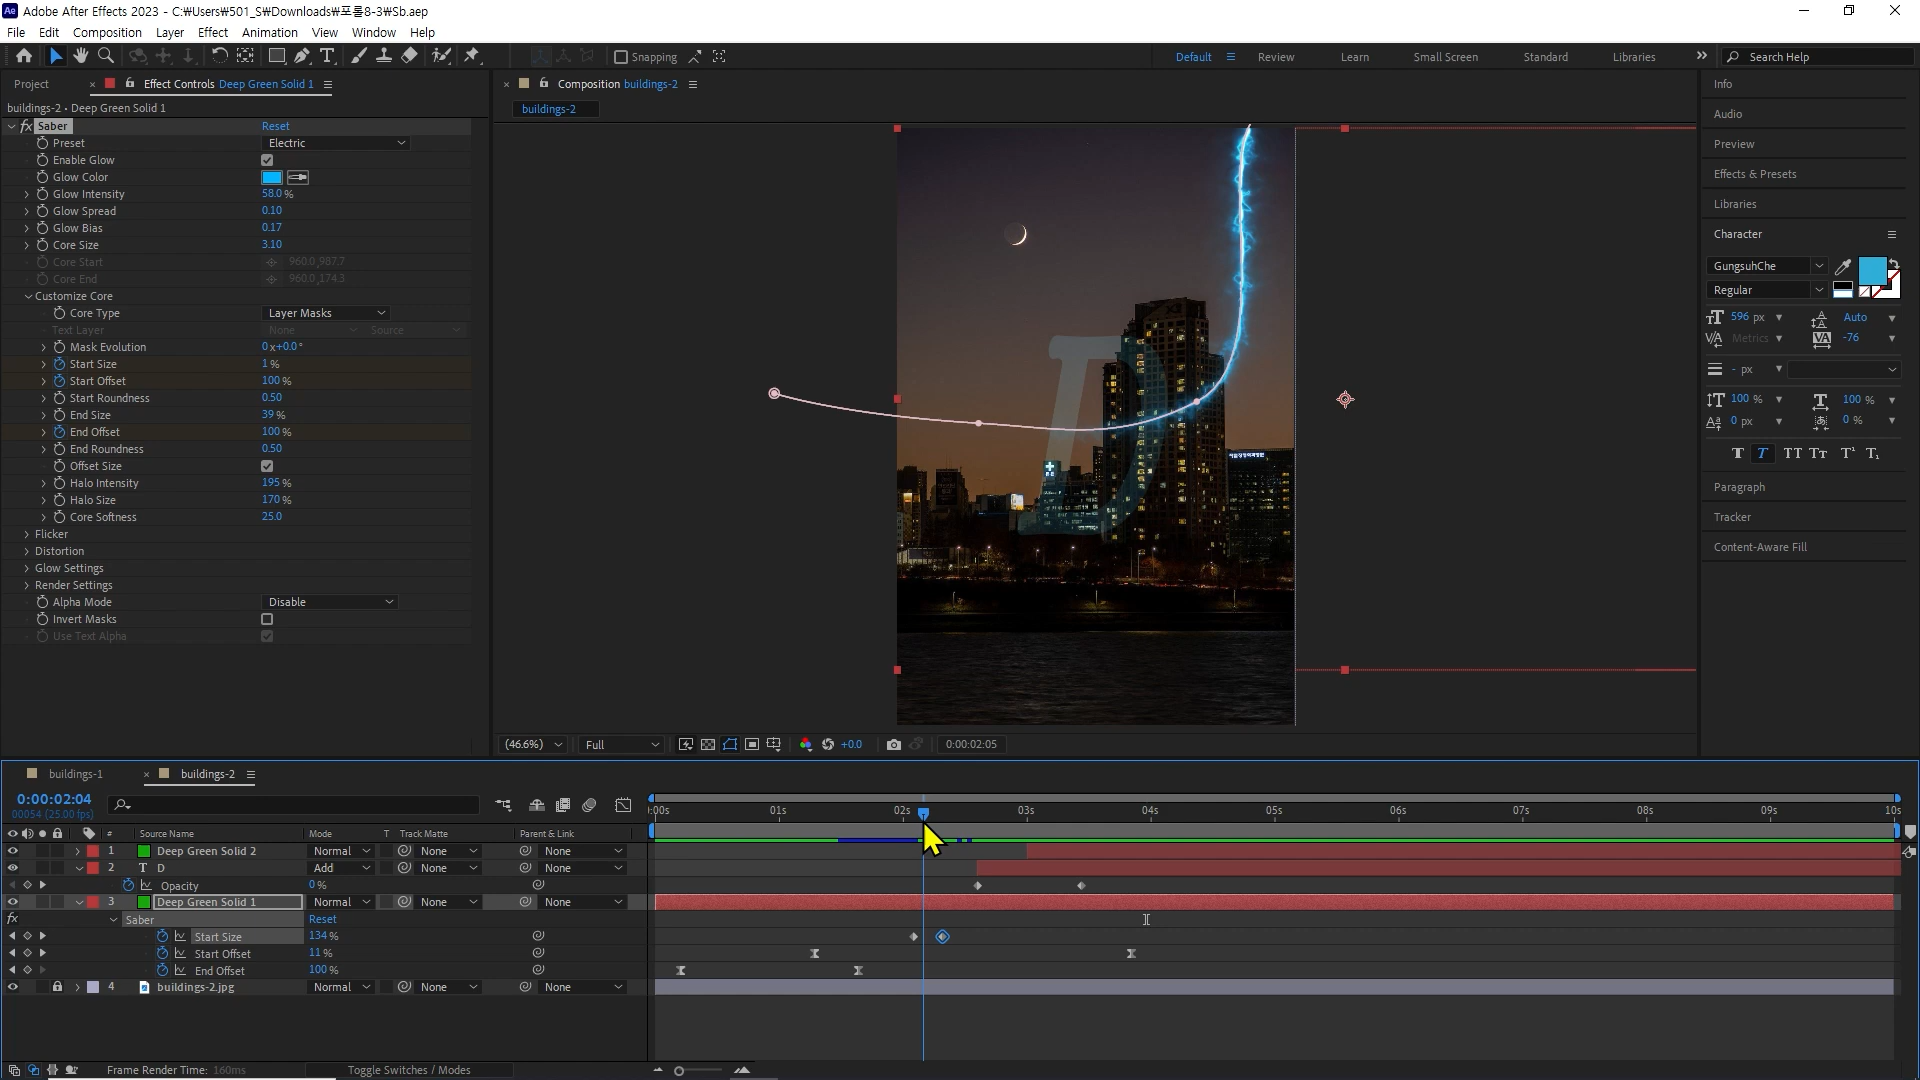 Adobe After Effects 2023 - C:₩Users₩501_S₩Downloads₩포톨8-3₩Sb.aep
File Edit Composition Layer Effect Animation View Window Help
Snapping
Default Review Learn Small Screen Standard Libraries
Search Help
Project
Effect Controls Deep Green Solid 1
buildings-2 • Deep Green Solid 1
fx Saber Reset
Preset Electric
Enable Glow
Glow Color
Glow Intensity 58.0 %
Glow Spread 0.10
Glow Bias 0.17
Core Size 3.10
Core Start 960.0,987.7
Core End 960.0,174.3
Customize Core
Core Type Layer Masks
Text Layer None Source
Mask Evolution 0x+0.0°
Start Size 1 %
Start Offset 100 %
Start Roundness 0.50
End Size 39 %
End Offset 100 %
End Roundness 0.50
Offset Size
Halo Intensity 195 %
Halo Size 170 %
Core Softness 25.0
Flicker
Distortion
Glow Settings
Render Settings
Alpha Mode Disable
Invert Masks
Use Text Alpha
Composition buildings-2
buildings-2
D
(46.6%) Full +0.0 0:00:02:05
Info
Audio
Preview
Effects & Presets
Libraries
Character
GungsuhChe
Regular
596 px Auto
Metrics -76
- px
100 % 100 %
0 px 0 %
T T TT Tt T¹ T₁
Paragraph
Tracker
Content-Aware Fill
buildings-1 buildings-2
0:00:02:04
00054 (25.00 fps)
:00s 01s 02s 03s 04s 05s 06s 07s 08s 09s 10s
# Source Name Mode T Track Matte Parent & Link
1 Deep Green Solid 2 Normal None None
2 T D Add None None
Opacity 0 %
3 Deep Green Solid 1 Normal None None
fx Saber Reset
Start Size 134 %
Start Offset 11 %
End Offset 100 %
4 buildings-2.jpg Normal None None
Frame Render Time: 160ms Toggle Switches / Modes